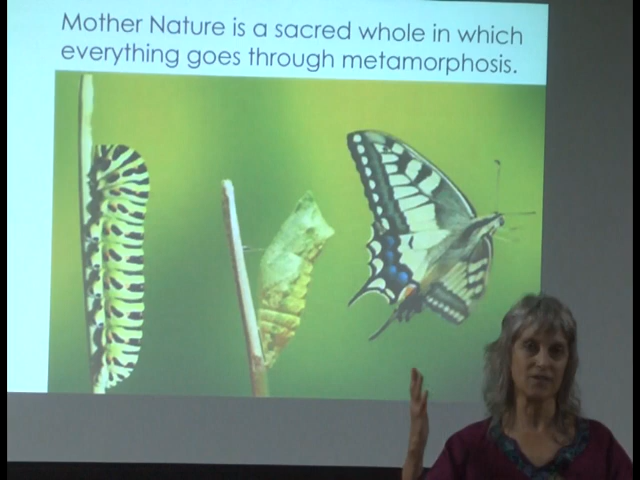 Mother Nature is a sacred whole in which
everything goes through metamorphosis.